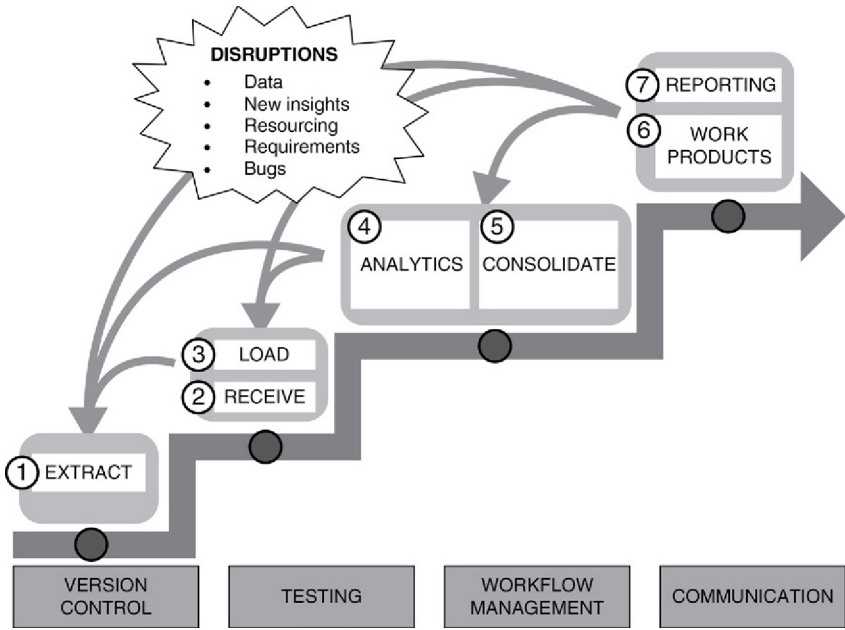 DISRUPTIONS
• Data
• New insights
• Resourcing
• Requirements
• Bugs
7 REPORTING
6 WORK
PRODUCTS
4 ANALYTICS
5 CONSOLIDATE
3 LOAD
2 RECEIVE
1 EXTRACT
VERSION
CONTROL
TESTING
WORKFLOW
MANAGEMENT
COMMUNICATION